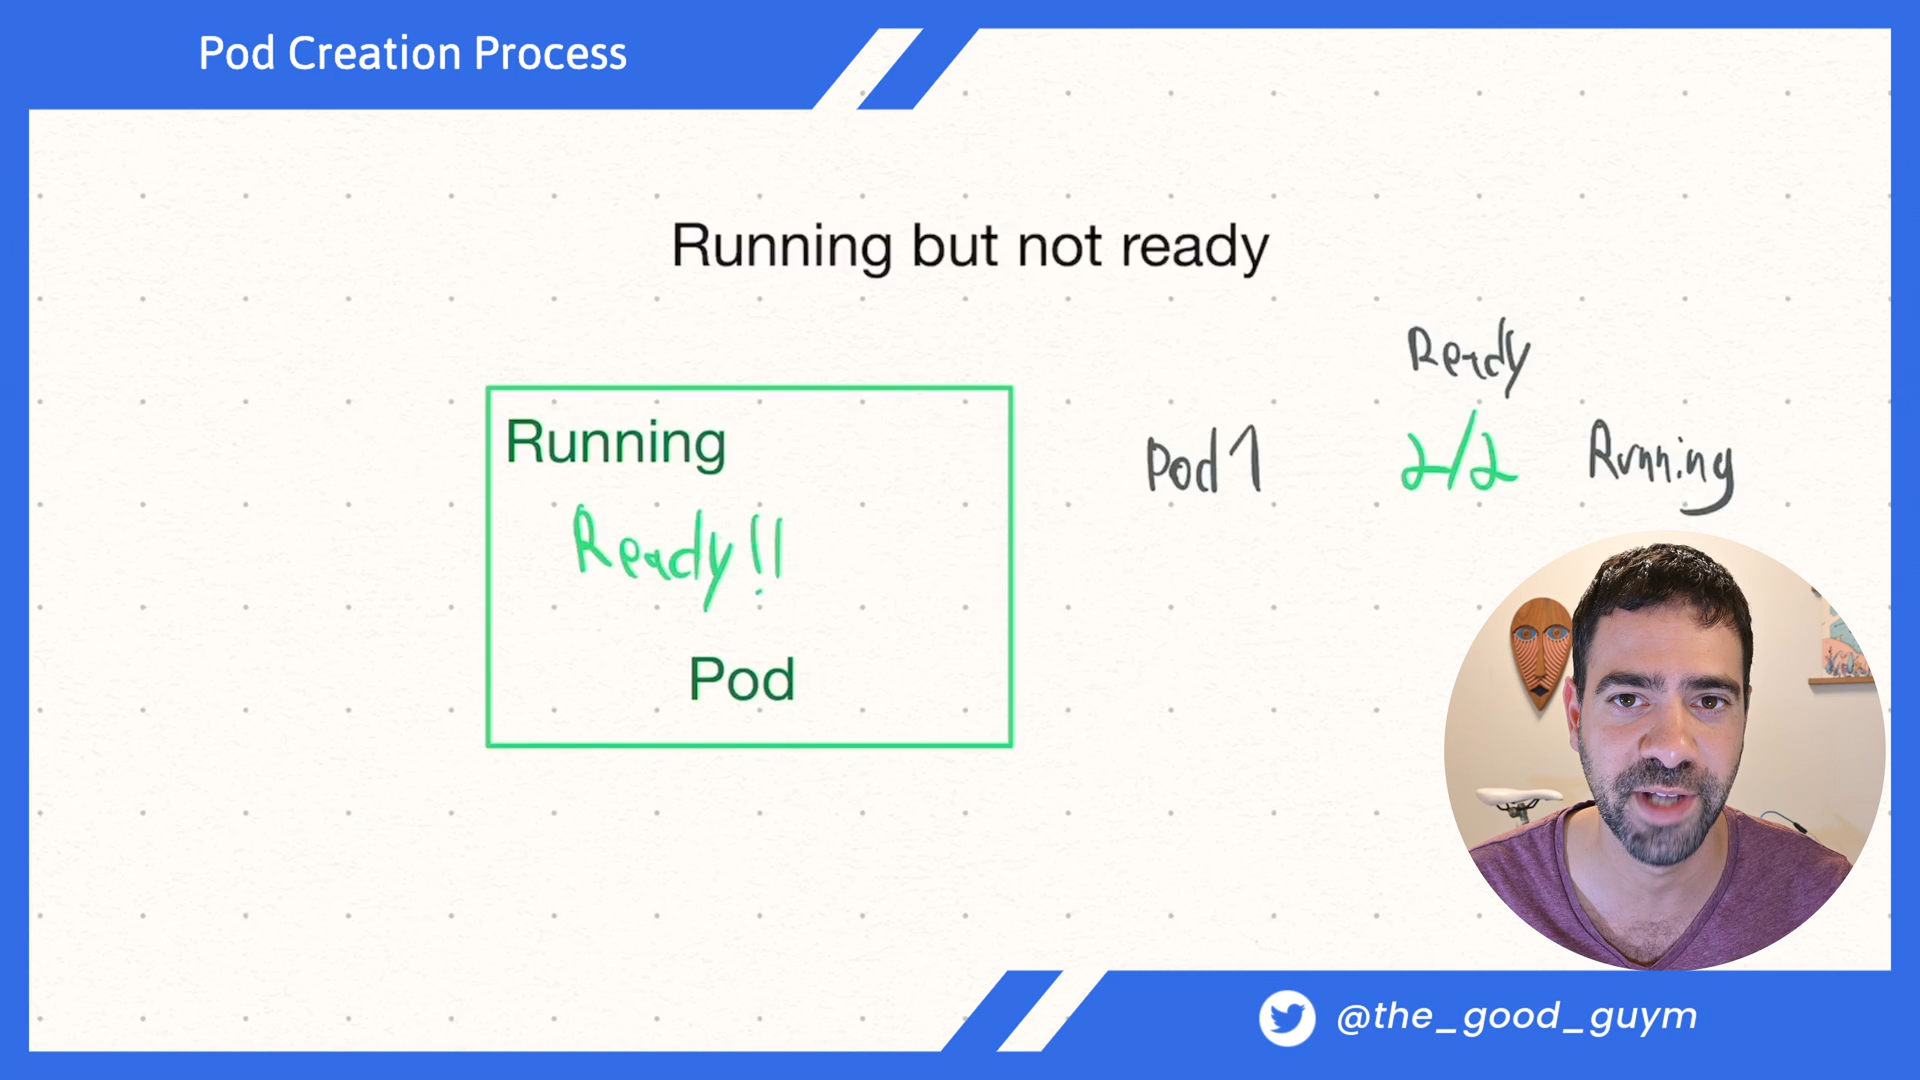 Pod Creation Process
Running but not ready
Ready
Running
Pod 1 2/2 Running
Ready!!
Pod
@the_good_guym